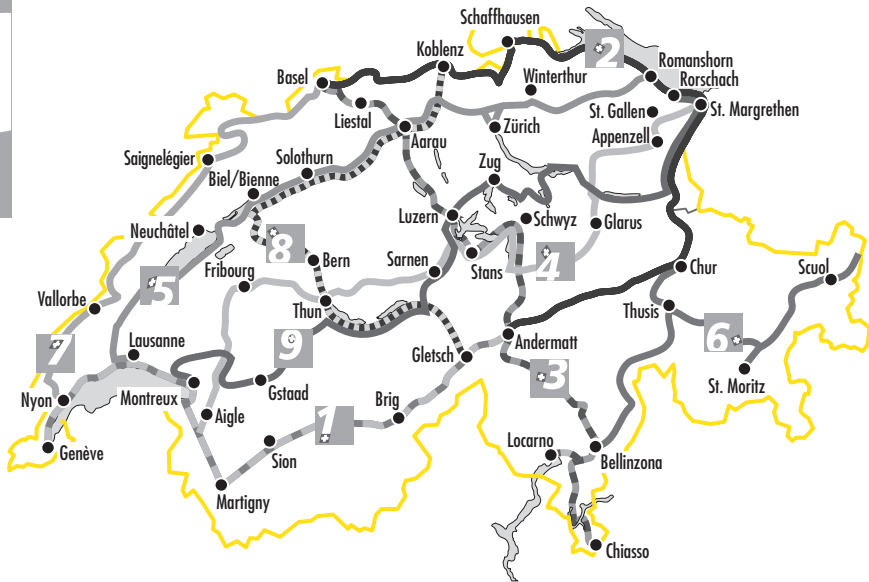 Schaffhausen
Koblenz
2
Romanshorn
Basel
Winterthur
Rorschach
Liestal
St. Gallen
St. Margrethen
Aarau
Zürich
Appenzell
Saignelégier
Solothurn
Zug
Biel/Bienne
Luzern
Schwyz
Glarus
Neuchâtel
8
Bern
Sarnen
Stans
4
Fribourg
Chur
Scuol
5
Vallorbe
Thun
Thusis
7
Lausanne
9
Gletsch
Andermatt
6
3
St. Moritz
Nyon
Montreux
Gstaad
Brig
Aigle
1
Locarno
Genève
Sion
Bellinzona
Martigny
Chiasso